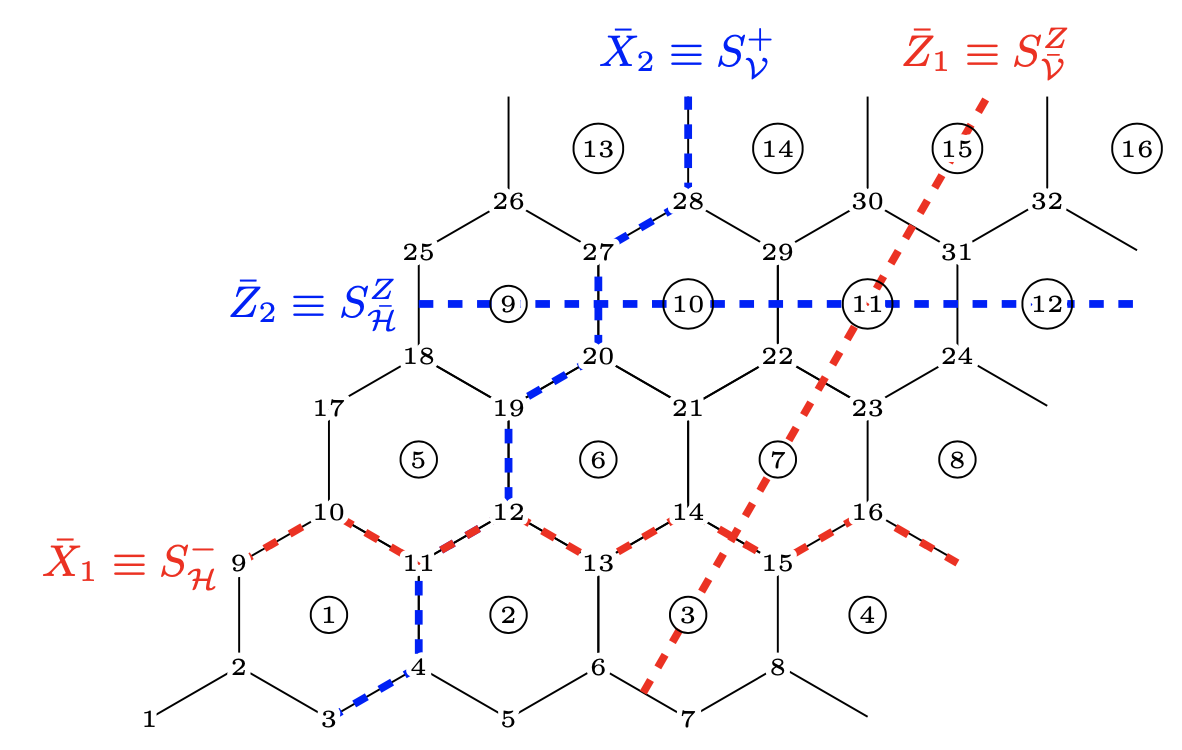 X̄₂ ≡ S⁺_𝒱 Z̄₁ ≡ S^Z_𝒱̄
13 14 15 16
26 28 30 32
25 27 29 31
Z̄₂ ≡ S^Z_ℋ̄ 9 10 11 12
18 20 22 24
17 19 21 23
5 6 7 8
10 12 14 16
X̄₁ ≡ S⁻_ℋ 9 11 13 15
1 2 3 4
2 4 6 8
1 3 5 7